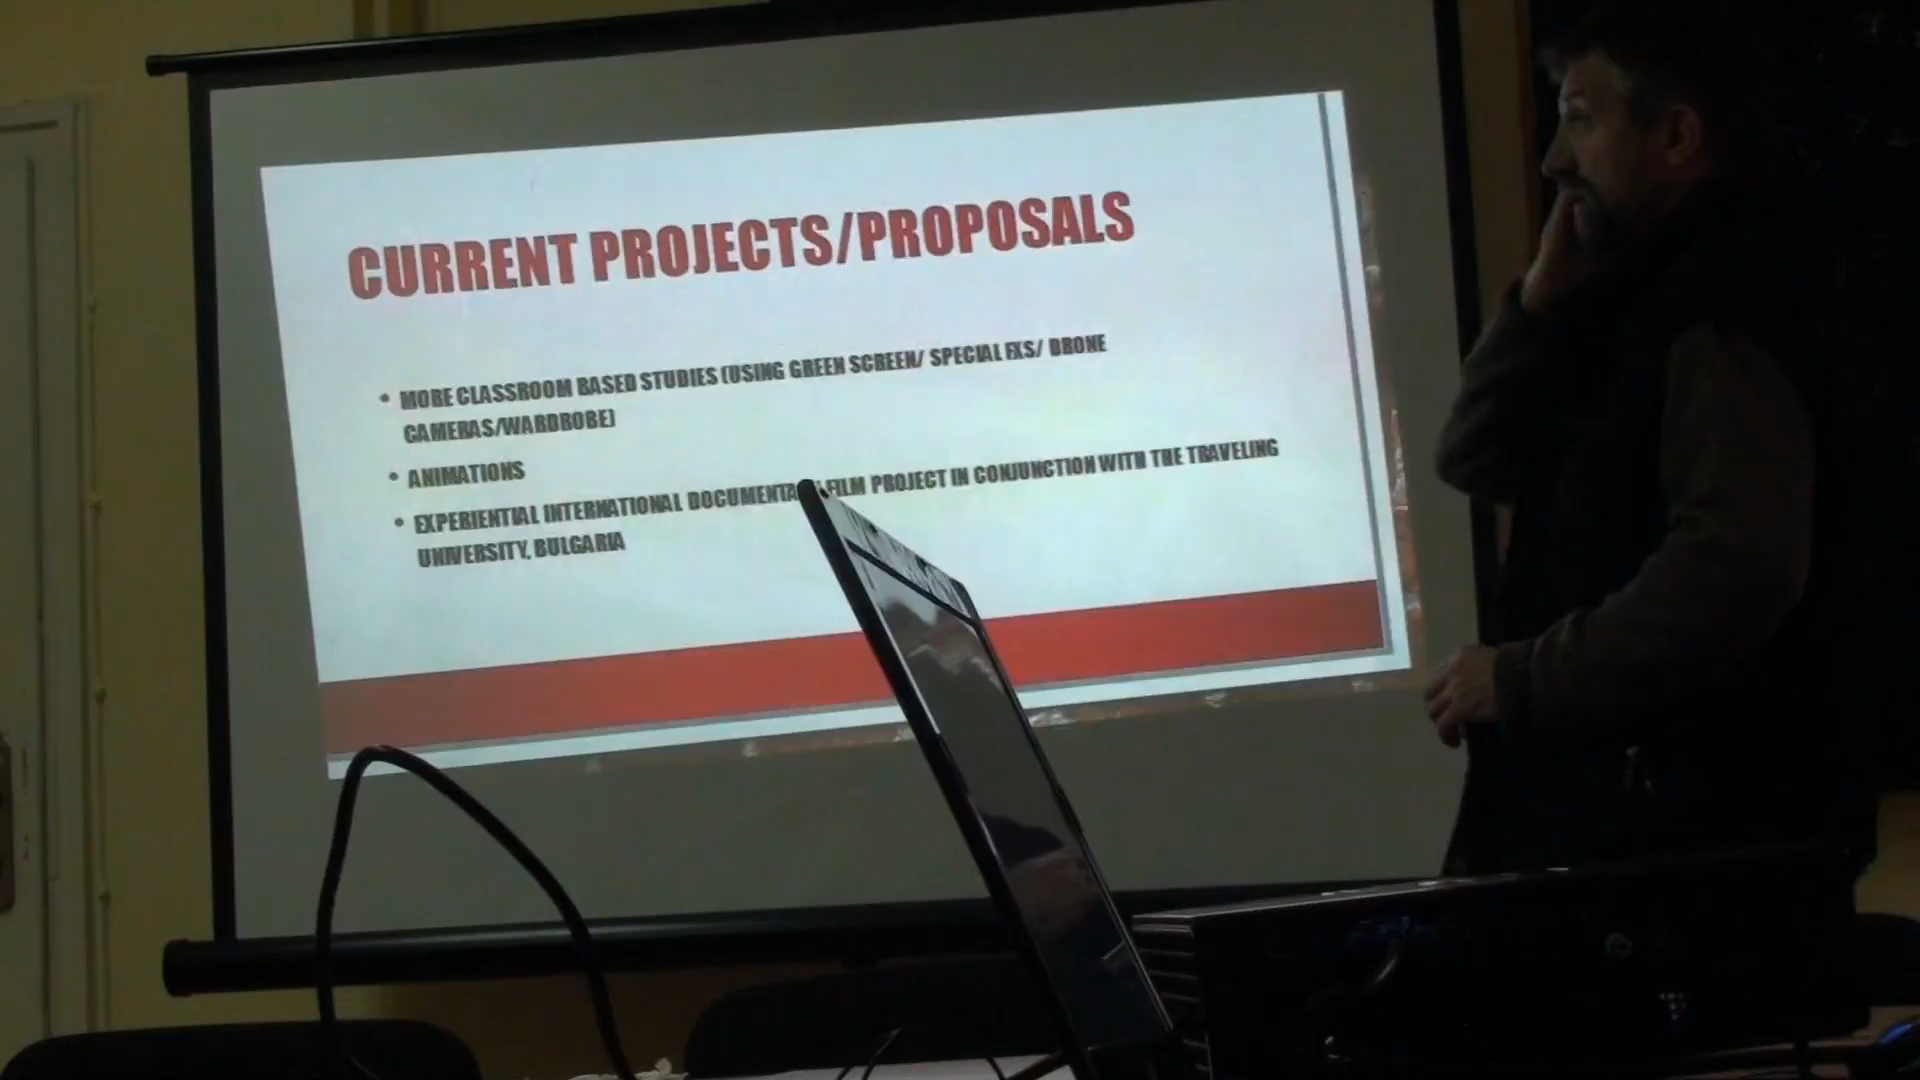 CURRENT PROJECTS/PROPOSALS
• MORE CLASSROOM BASED STUDIES (USING GREEN SCREEN/ SPECIAL FXS/ DRONE
CAMERAS/WARDROBE)
• ANIMATIONS
• EXPERIENTIAL INTERNATIONAL DOCUMENTA FILM PROJECT IN CONJUNCTION WITH THE TRAVELING
UNIVERSITY, BULGARIA